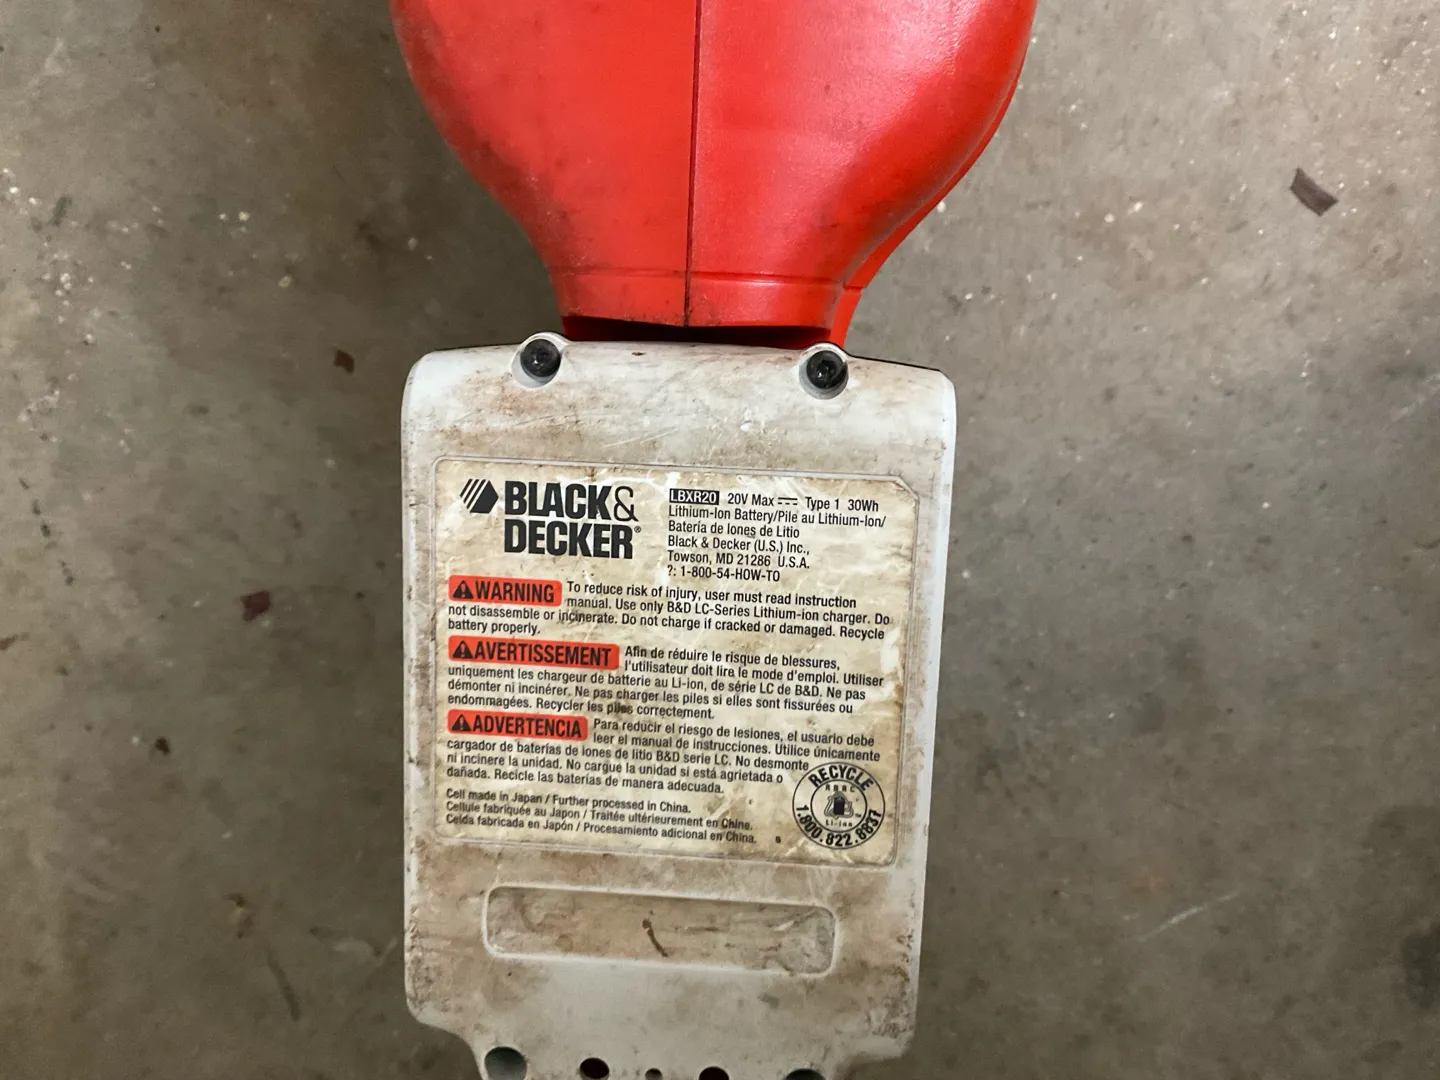 BLACK&
DECKER®
LBXR20 20V Max Type 1 30Wh
Lithium-Ion Battery/Pile au Lithium-Ion/
Batería de Iones de Litio
Black & Decker (U.S.) Inc.,
Towson, MD 21286 U.S.A.
?: 1-800-54-HOW-TO
WARNING To reduce risk of injury, user must read instruction
manual. Use only B&D LC-Series Lithium-ion charger. Do
not disassemble or incinerate. Do not charge if cracked or damaged. Recycle
battery properly.
AVERTISSEMENT Afin de réduire le risque de blessures,
l'utilisateur doit lire le mode d'emploi. Utiliser
uniquement les chargeur de batterie au Li-ion, de série LC de B&D. Ne pas
démonter ni incinérer. Ne pas charger les piles si elles sont fissurées ou
endommagées. Recycler les piles correctement.
ADVERTENCIA Para reducir el riesgo de lesiones, el usuario debe
leer el manual de instrucciones. Utilice únicamente
cargador de baterías de iones de litio B&D serie LC. No desmonte
ni incinere la unidad. No cargue la unidad si está agrietada o
dañada. Recicle las baterías de manera adecuada.
Cell made in Japan / Further processed in China.
Cellule fabriquée au Japon / Traitée ultérieurement en Chine.
Celda fabricada en Japón / Procesamiento adicional en China.
RECYCLE
RBRC
Li-Ion
1.800.822.8837